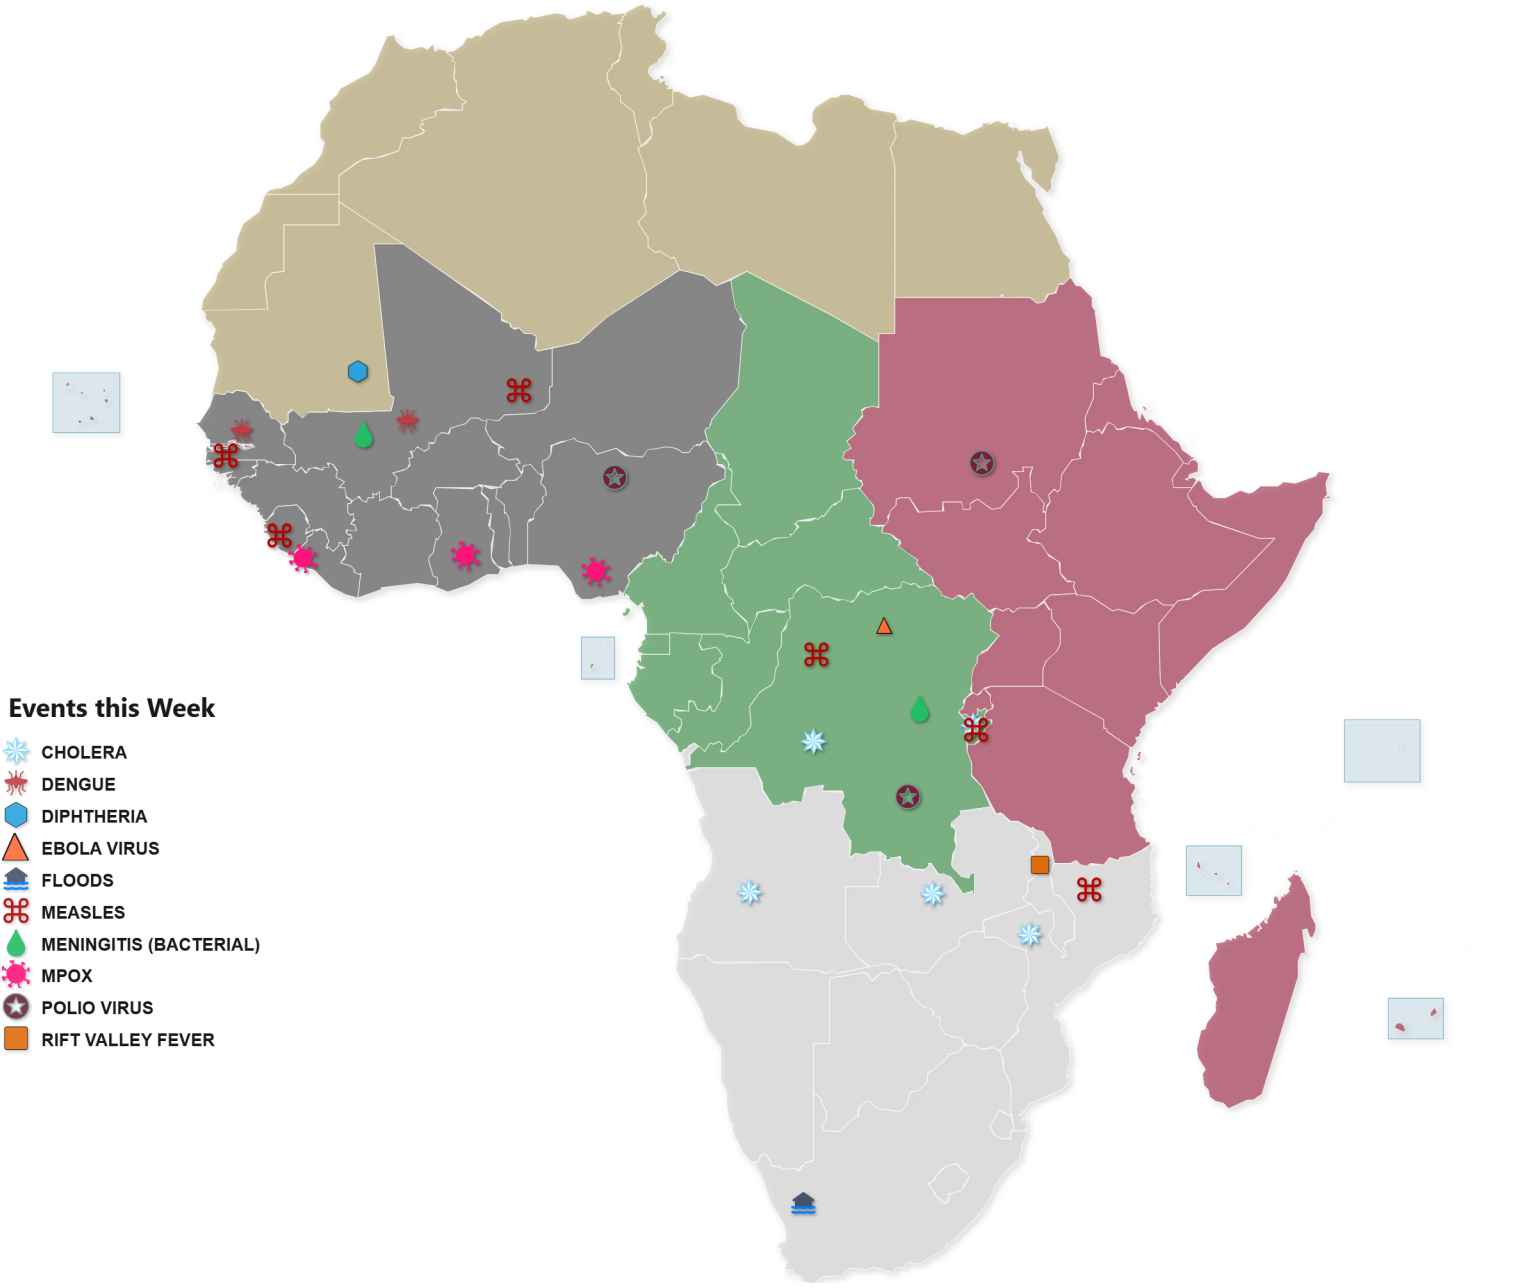 Events this Week
CHOLERA
DENGUE
DIPHTHERIA
EBOLA VIRUS
FLOODS
MEASLES
MENINGITIS (BACTERIAL)
MPOX
POLIO VIRUS
RIFT VALLEY FEVER